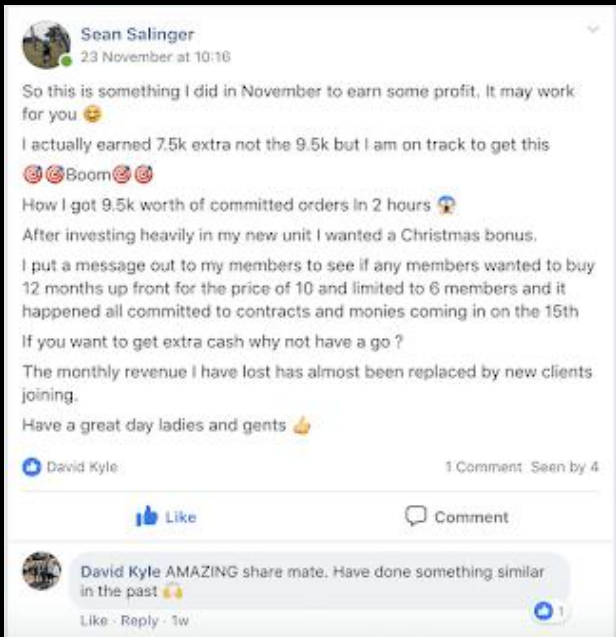 Sean Salinger
23 November at 10:16
So this is something I did in November to earn some profit. It may work
for you 😊
I actually earned 7.5k extra not the 9.5k but I am on track to get this
🎯🎯Boom🎯🎯
How I got 9.5k worth of committed orders In 2 hours 😱
After investing heavily in my new unit I wanted a Christmas bonus.
I put a message out to my members to see if any members wanted to buy
12 months up front for the price of 10 and limited to 6 members and it
happened all committed to contracts and monies coming in on the 15th
If you want to get extra cash why not have a go ?
The monthly revenue I have lost has almost been replaced by new clients
joining.
Have a great day ladies and gents 👍
David Kyle 1 Comment Seen by 4
Like Comment
David Kyle AMAZING share mate. Have done something similar
in the past 🙌
Like · Reply · 1w 1